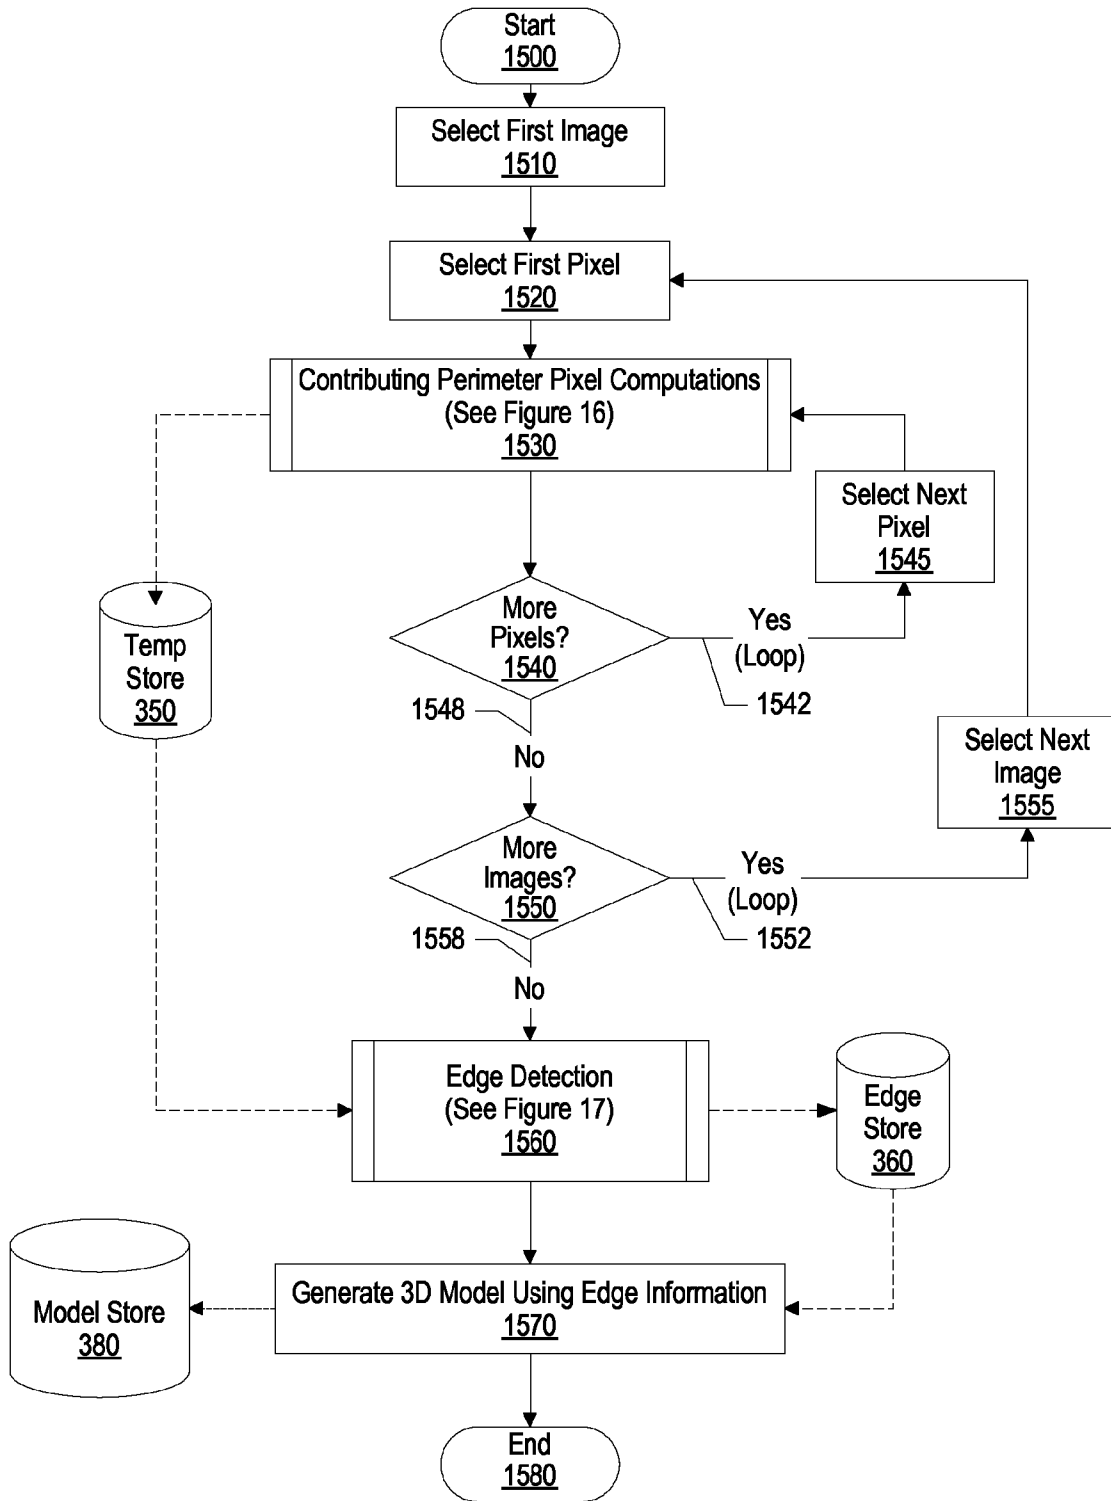 Start
1500
Select First Image
1510
Select First Pixel
1520
Contributing Perimeter Pixel Computations
(See Figure 16)
1530
Select Next
Pixel
1545
More
Pixels?
1540
Yes
(Loop)
1542
1548
No
Temp
Store
350
Select Next
Image
1555
More
Images?
1550
Yes
(Loop)
1552
1558
No
Edge Detection
(See Figure 17)
1560
Edge
Store
360
Generate 3D Model Using Edge Information
1570
Model Store
380
End
1580